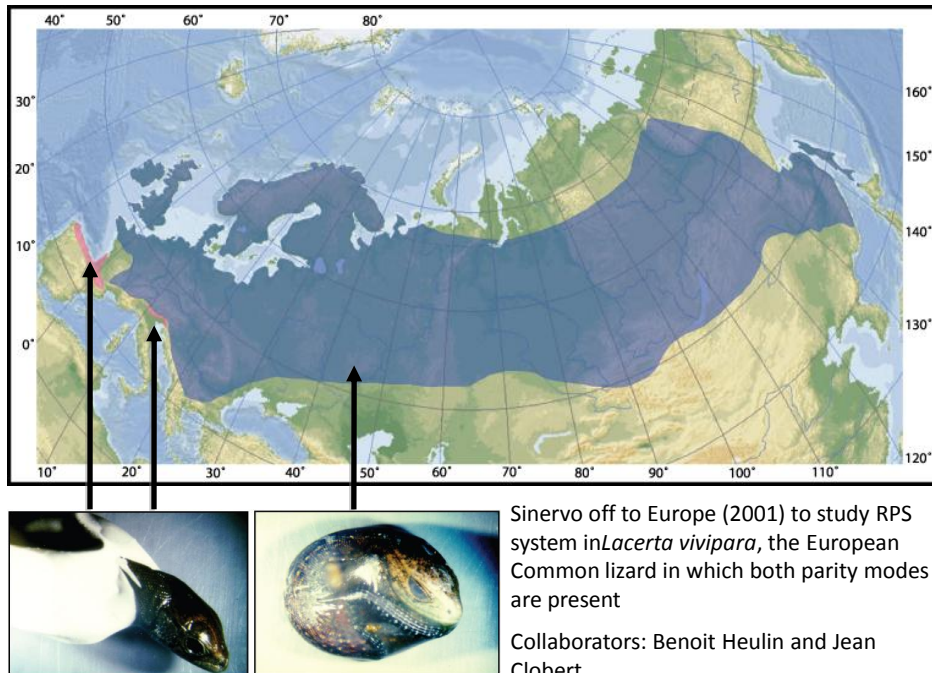 40˚ 50˚ 60˚ 70˚ 80˚
30˚ 160˚
20˚ 150˚
10˚ 140˚
0˚ 130˚
120˚
10˚ 20˚ 30˚ 40˚ 50˚ 60˚ 70˚ 80˚ 90˚ 100˚ 110˚
Sinervo off to Europe (2001) to study RPS
system inLacerta vivipara, the European
Common lizard in which both parity modes
are present
Collaborators: Benoit Heulin and Jean
Clobert